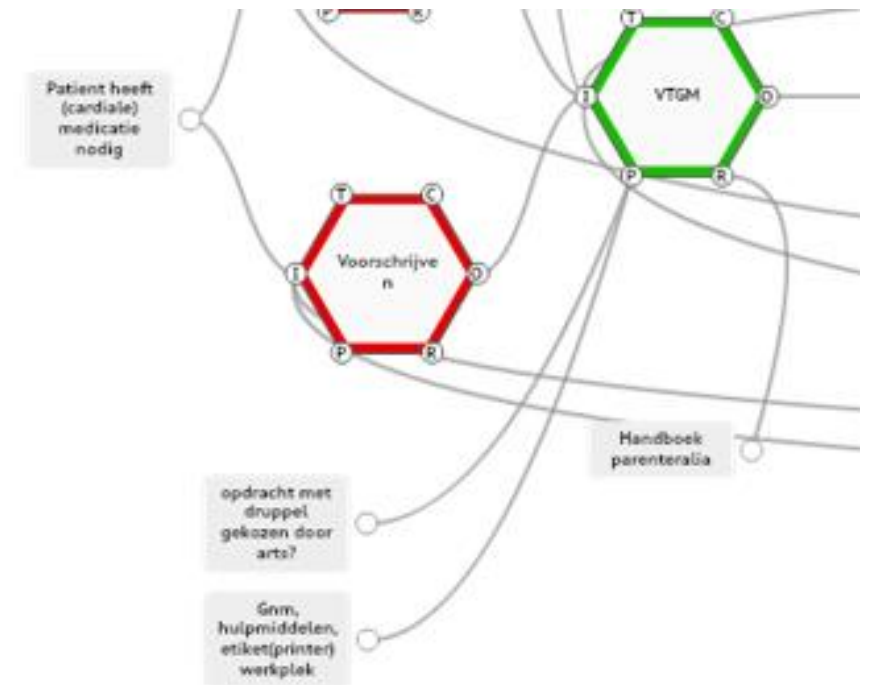 P R
T C
I VTGM O
P R
Patient heeft
(cardiale)
medicatie
nodig
T C
I Voorschrijve O
n
P R
Handboek
parenteralia
opdracht met
druppel
gekozen door
arts?
Gnm,
hulpmiddelen,
etiket(printer)
werkplek